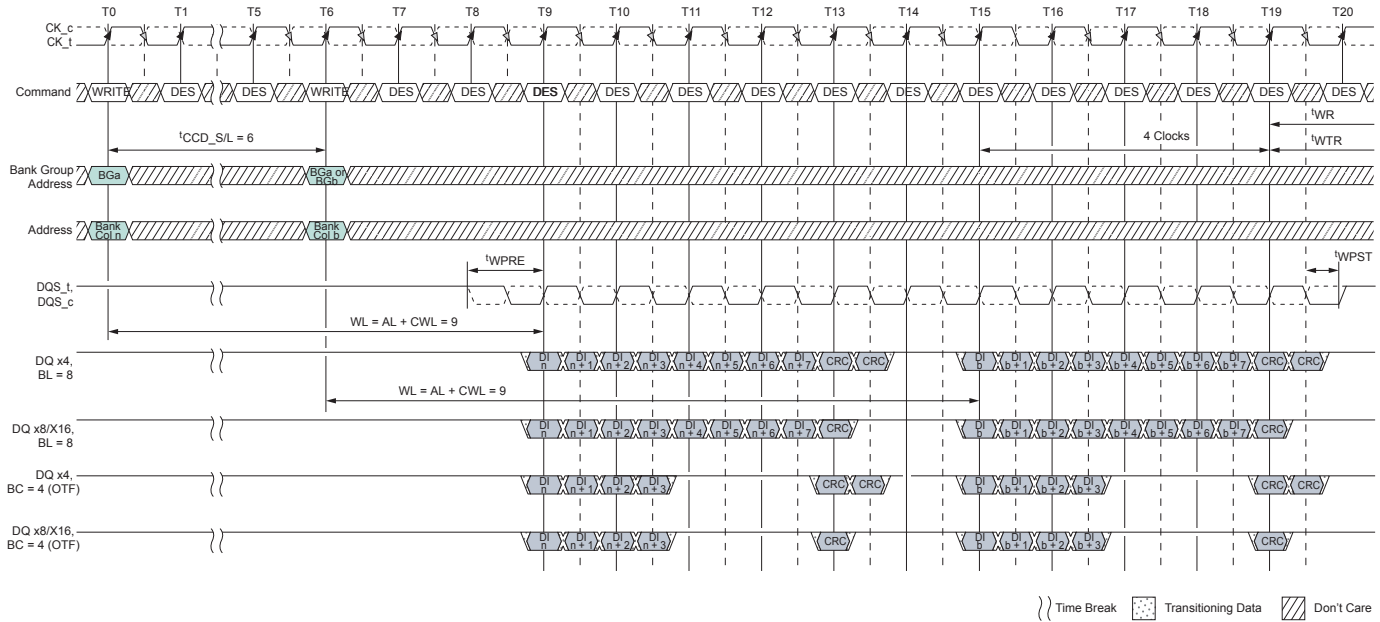 T0 T1 T5 T6 T7 T8 T9 T10 T11 T12 T13 T14 T15 T16 T17 T18 T19 T20
CK_c
CK_t
Command WRITE DES DES WRITE DES DES DES DES DES DES DES DES DES DES DES DES DES DES
tWR
tCCD_S/L = 6
4 Clocks
tWTR
Bank Group
Address
BGa
BGa or
BGb
Address
Bank
Col n
Bank
Col b
tWPRE
tWPST
DQS_t,
DQS_c
WL = AL + CWL = 9
DQ x4,
BL = 8
DI
n
DI
n + 1
DI
n + 2
DI
n + 3
DI
n + 4
DI
n + 5
DI
n + 6
DI
n + 7
CRC
CRC
DI
b
DI
b + 1
DI
b + 2
DI
b + 3
DI
b + 4
DI
b + 5
DI
b + 6
DI
b + 7
CRC
CRC
WL = AL + CWL = 9
DQ x8/X16,
BL = 8
DI
n
DI
n + 1
DI
n + 2
DI
n + 3
DI
n + 4
DI
n + 5
DI
n + 6
DI
n + 7
CRC
DI
b
DI
b + 1
DI
b + 2
DI
b + 3
DI
b + 4
DI
b + 5
DI
b + 6
DI
b + 7
CRC
DQ x4,
BC = 4 (OTF)
DI
n
DI
n + 1
DI
n + 2
DI
n + 3
CRC
CRC
DI
b
DI
b + 1
DI
b + 2
DI
b + 3
CRC
CRC
DQ x8/X16,
BC = 4 (OTF)
DI
n
DI
n + 1
DI
n + 2
DI
n + 3
CRC
DI
b
DI
b + 1
DI
b + 2
DI
b + 3
CRC
Time Break Transitioning Data Don't Care